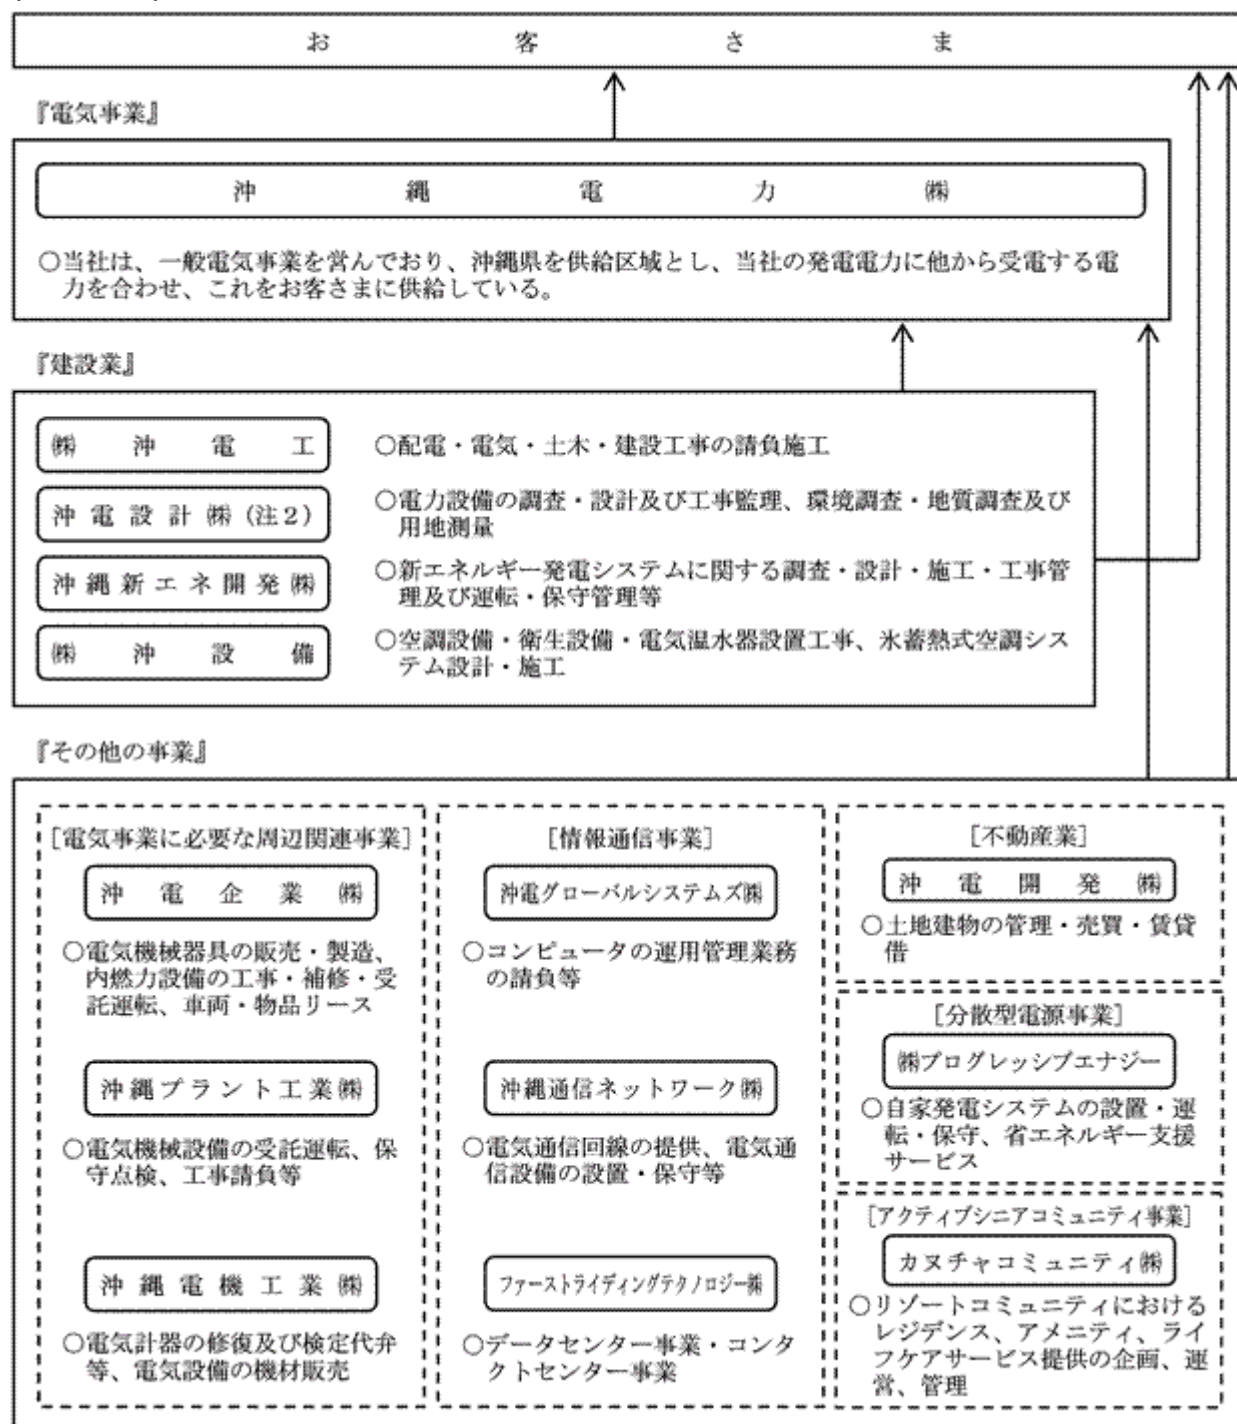 お客さま
『電気事業』
沖縄電力㈱
○当社は、一般電気事業を営んでおり、沖縄県を供給区域とし、当社の発電電力に他から受電する電
力を合わせ、これをお客さまに供給している。
『建設業』
㈱沖電工
○配電・電気・土木・建設工事の請負施工
沖電設計㈱(注2)
○電力設備の調査・設計及び工事監理、環境調査・地質調査及び
用地測量
沖縄新エネ開発㈱
○新エネルギー発電システムに関する調査・設計・施工・工事管
理及び運転・保守管理等
㈱沖設備
○空調設備・衛生設備・電気温水器設置工事、氷蓄熱式空調シス
テム設計・施工
『その他の事業』
[電気事業に必要な周辺関連事業]
沖電企業㈱
○電気機械器具の販売・製造、
内燃力設備の工事・補修・受
託運転、車両・物品リース
沖縄プラント工業㈱
○電気機械設備の受託運転、保
守点検、工事請負等
沖縄電機工業㈱
○電気計器の修復及び検定代弁
等、電気設備の機材販売
[情報通信事業]
沖電グローバルシステムズ㈱
○コンピュータの運用管理業務
の請負等
沖縄通信ネットワーク㈱
○電気通信回線の提供、電気通
信設備の設置・保守等
ファーストライディングテクノロジー㈱
○データセンター事業・コンタ
クトセンター事業
[不動産業]
沖電開発㈱
○土地建物の管理・売買・賃貸
借
[分散型電源事業]
㈱プログレッシブエナジー
○自家発電システムの設置・運
転・保守、省エネルギー支援
サービス
[アクティブシニアコミュニティ事業]
カヌチャコミュニティ㈱
○リゾートコミュニティにおける
レジデンス、アメニティ、ライ
フケアサービス提供の企画、運
営、管理